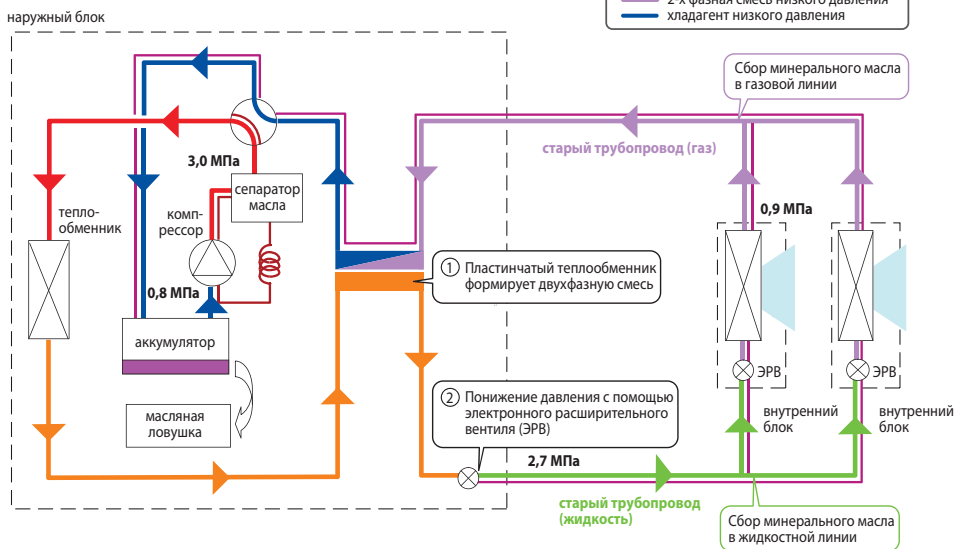 2-х фазная смесь низкого давления
хладагент низкого давления
наружный блок
Сбор минерального масла
в газовой линии
старый трубопровод (газ)
3,0 МПа
сепаратор
масла
тепло-
обменник
комп-
рессор
0,9 МПа
① Пластинчатый теплообменник
формирует двухфазную смесь
0,8 МПа
аккумулятор
ЭРВ
ЭРВ
② Понижение давления с помощью
электронного расширительного
вентиля (ЭРВ)
масляная
ловушка
внутренний
блок
внутренний
блок
2,7 МПа
старый трубопровод
(жидкость)
Сбор минерального масла
в жидкостной линии